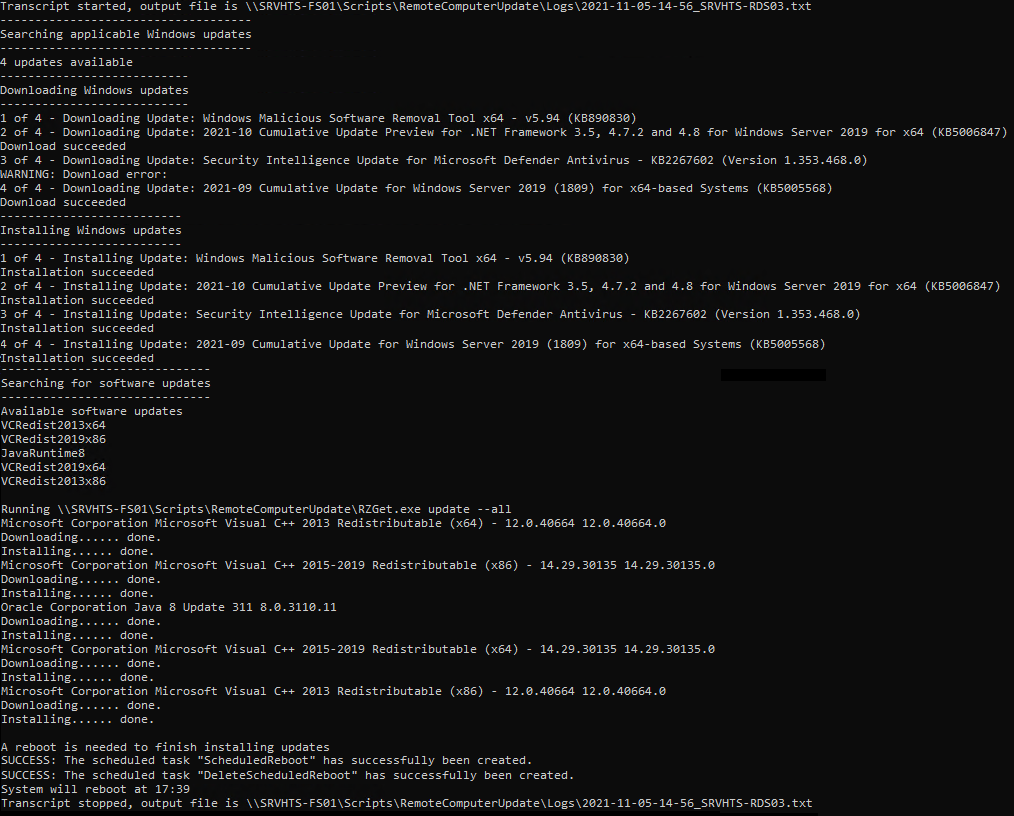 Transcript started, output file is \\SRVHTS-FS01\Scripts\RemoteComputerUpdate\Logs\2021-11-05-14-56_SRVHTS-RDS03.txt
------------------------------------
Searching applicable Windows updates
------------------------------------
4 updates available
---------------------------
Downloading Windows updates
---------------------------
1 of 4 - Downloading Update: Windows Malicious Software Removal Tool x64 - v5.94 (KB890830)
2 of 4 - Downloading Update: 2021-10 Cumulative Update Preview for .NET Framework 3.5, 4.7.2 and 4.8 for Windows Server 2019 for x64 (KB5006847)
Download succeeded
3 of 4 - Downloading Update: Security Intelligence Update for Microsoft Defender Antivirus - KB2267602 (Version 1.353.468.0)
WARNING: Download error:
4 of 4 - Downloading Update: 2021-09 Cumulative Update for Windows Server 2019 (1809) for x64-based Systems (KB5005568)
Download succeeded
--------------------------
Installing Windows updates
--------------------------
1 of 4 - Installing Update: Windows Malicious Software Removal Tool x64 - v5.94 (KB890830)
Installation succeeded
2 of 4 - Installing Update: 2021-10 Cumulative Update Preview for .NET Framework 3.5, 4.7.2 and 4.8 for Windows Server 2019 for x64 (KB5006847)
Installation succeeded
3 of 4 - Installing Update: Security Intelligence Update for Microsoft Defender Antivirus - KB2267602 (Version 1.353.468.0)
Installation succeeded
4 of 4 - Installing Update: 2021-09 Cumulative Update for Windows Server 2019 (1809) for x64-based Systems (KB5005568)
Installation succeeded
------------------------------
Searching for software updates
------------------------------
Available software updates
VCRedist2013x64
VCRedist2019x86
JavaRuntime8
VCRedist2019x64
VCRedist2013x86
Running \\SRVHTS-FS01\Scripts\RemoteComputerUpdate\RZGet.exe update --all
Microsoft Corporation Microsoft Visual C++ 2013 Redistributable (x64) - 12.0.40664 12.0.40664.0
Downloading...... done.
Installing...... done.
Microsoft Corporation Microsoft Visual C++ 2015-2019 Redistributable (x86) - 14.29.30135 14.29.30135.0
Downloading...... done.
Installing...... done.
Oracle Corporation Java 8 Update 311 8.0.3110.11
Downloading...... done.
Installing...... done.
Microsoft Corporation Microsoft Visual C++ 2015-2019 Redistributable (x64) - 14.29.30135 14.29.30135.0
Downloading...... done.
Installing...... done.
Microsoft Corporation Microsoft Visual C++ 2013 Redistributable (x86) - 12.0.40664 12.0.40664.0
Downloading...... done.
Installing...... done.
A reboot is needed to finish installing updates
SUCCESS: The scheduled task "ScheduledReboot" has successfully been created.
SUCCESS: The scheduled task "DeleteScheduledReboot" has successfully been created.
System will reboot at 17:39
Transcript stopped, output file is \\SRVHTS-FS01\Scripts\RemoteComputerUpdate\Logs\2021-11-05-14-56_SRVHTS-RDS03.txt